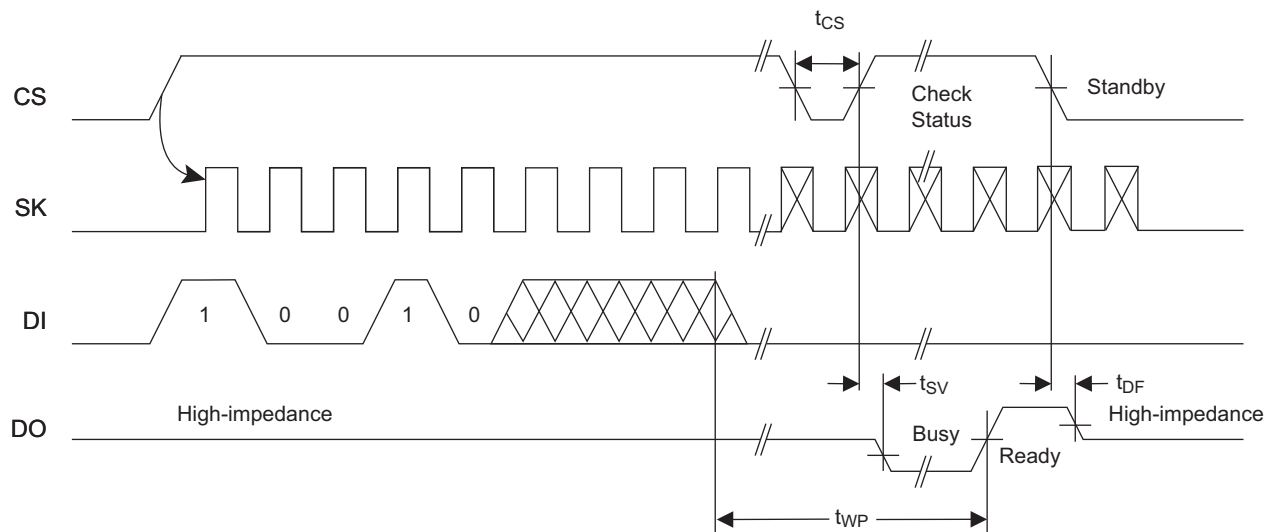 tCS
CS
Check
Status
Standby
SK
DI
1 0 0 1 0
tSV
tDF
DO
High-impedance
Busy
Ready
High-impedance
tWP